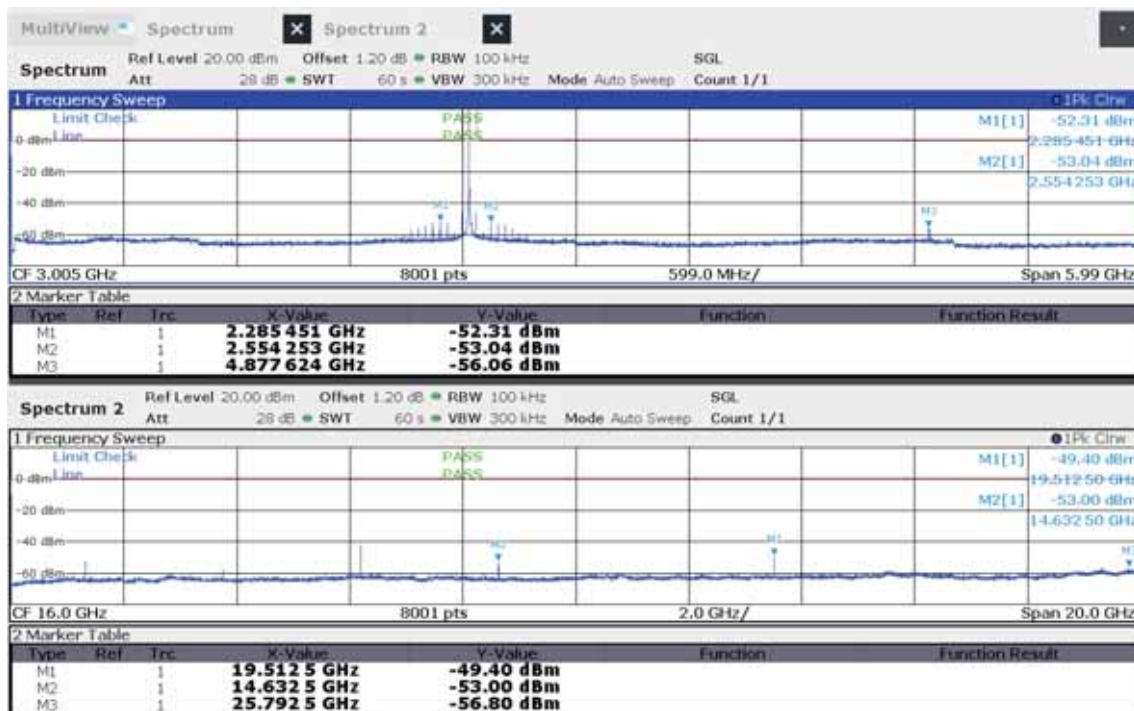 MultiView Spectrum Spectrum 2
Spectrum
Ref Level 20.00 dBm Offset 1.20 dB RBW 100 kHz SGL
Att 28 dB SWT 60 s VBW 300 kHz Mode Auto Sweep Count 1/1
1 Frequency Sweep 1Pk Clrw
Limit Check PASS M1[1] -52.31 dBm
0 dBm Line PASS 2.285 451 GHz
-20 dBm M2[1] -53.04 dBm
2.554 253 GHz
-40 dBm M1 M2 M3
-60 dBm
CF 3.005 GHz 8001 pts 599.0 MHz/ Span 5.99 GHz
2 Marker Table
Type Ref Trc X-Value Y-Value Function Function Result
M1 1 2.285 451 GHz -52.31 dBm
M2 1 2.554 253 GHz -53.04 dBm
M3 1 4.877 624 GHz -56.06 dBm
Spectrum 2
Ref Level 20.00 dBm Offset 1.20 dB RBW 100 kHz SGL
Att 28 dB SWT 60 s VBW 300 kHz Mode Auto Sweep Count 1/1
1 Frequency Sweep 1Pk Clrw
Limit Check PASS M1[1] -49.40 dBm
0 dBm Line PASS 19.512 50 GHz
-20 dBm M2[1] -53.00 dBm
14.632 50 GHz
-40 dBm M2 M1
-60 dBm
CF 16.0 GHz 8001 pts 2.0 GHz/ Span 20.0 GHz
2 Marker Table
Type Ref Trc X-Value Y-Value Function Function Result
M1 1 19.512 5 GHz -49.40 dBm
M2 1 14.632 5 GHz -53.00 dBm
M3 1 25.792 5 GHz -56.80 dBm